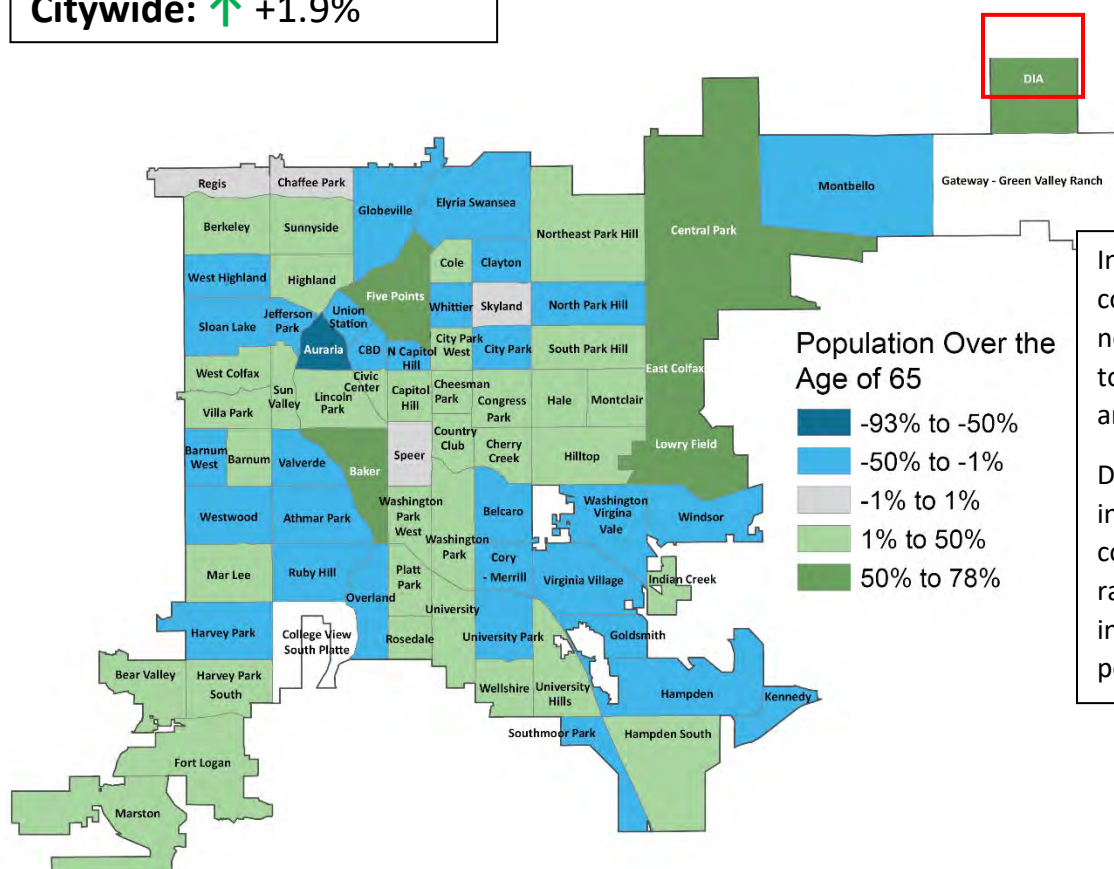 Citywide: ↑ +1.9%
DIA
Regis
Chaffee Park
Globeville
Elyria Swansea
Montbello
Gateway - Green Valley Ranch
Berkeley
Sunnyside
Northeast Park Hill
Central Park
Cole
Clayton
West Highland
Highland
Five Points
Whittier
Skyland
North Park Hill
Sloan Lake
Jefferson
Park
Union
Station
Auraria
CBD
N Capitol
Hill
City Park
West
City Park
South Park Hill
West Colfax
Sun
Valley
Civic
Center
Lincoln
Park
Capitol
Hill
Cheesman
Park
Congress
Park
Hale
Montclair
East Colfax
Villa Park
Country
Club
Cherry
Creek
Hilltop
Lowry Field
Barnum
West
Barnum
Valverde
Baker
Speer
Westwood
Athmar Park
Washington
Park
West
Washington
Park
Belcaro
Washington
Virgina
Vale
Windsor
Mar Lee
Ruby Hill
Overland
Platt
Park
Cory
- Merrill
Virginia Village
Indian Creek
University
Harvey Park
College View
South Platte
Rosedale
University Park
Goldsmith
Bear Valley
Harvey Park
South
Wellshire
University
Hills
Hampden
Kennedy
Southmoor Park
Hampden South
Fort Logan
Marston
Population Over the
Age of 65
-93% to -50%
-50% to -1%
-1% to 1%
1% to 50%
50% to 78%